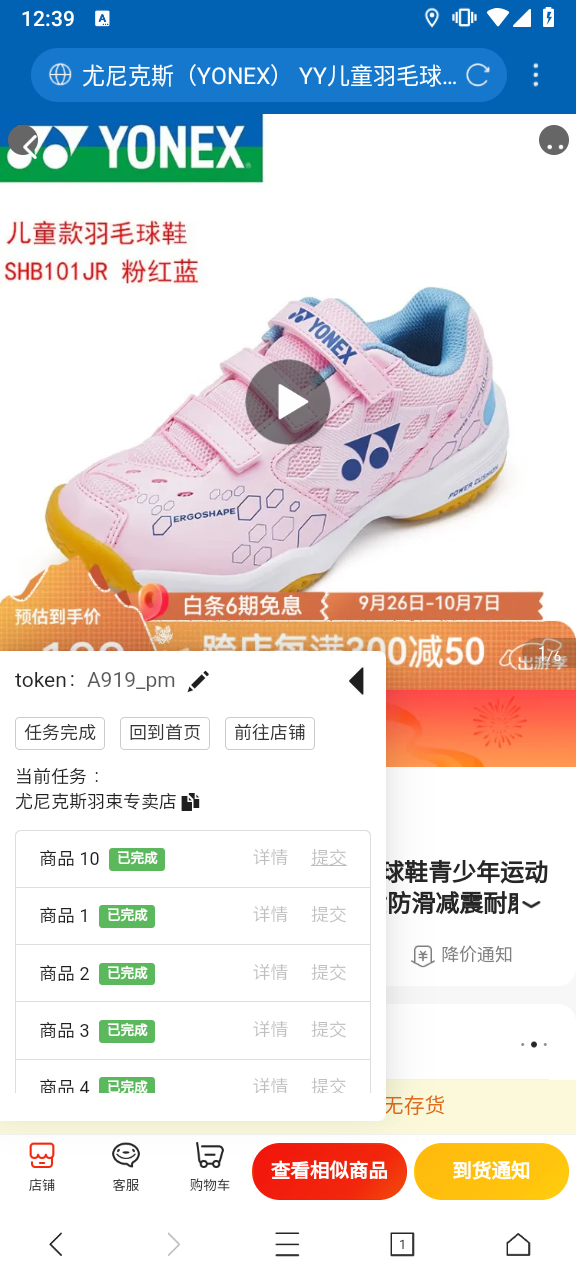 12:39
尤尼克斯（YONEX） YY儿童羽毛球...
YONEX
儿童款羽毛球鞋
SHB101JR 粉红蓝
YONEX
ERGOSHAPE
POWER CUSHION
预估到手价
白条6期免息
9月26日-10月7日
跨店每满300减50
出游季
1/6
token： A919_pm
任务完成 回到首页 前往店铺
当前任务：
尤尼克斯羽束专卖店
商品 10 已完成 详情 提交
商品 1 已完成 详情 提交
商品 2 已完成 详情 提交
商品 3 已完成 详情 提交
商品 4 已完成 详情 提交
球鞋青少年运动
防滑减震耐
降价通知
无存货
店铺 客服 购物车 查看相似商品 到货通知
1